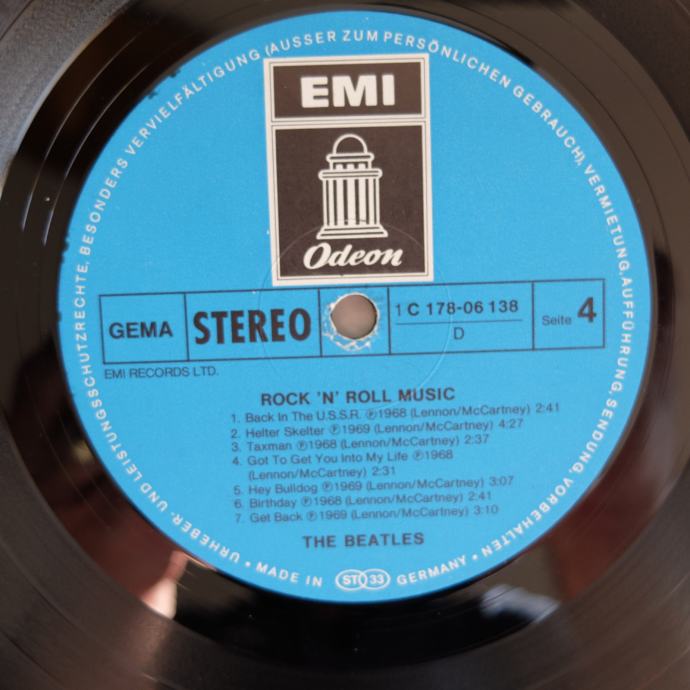 EMI
Odeon
GEMA
STEREO
1 C 178-06 138
D
Seite 4
EMI RECORDS LTD.
ROCK 'N' ROLL MUSIC
1. Back In The U.S.S.R. ℗1968 (Lennon/McCartney) 2:41
2. Helter Skelter ℗1969 (Lennon/McCartney) 4:27
3. Taxman ℗1968 (Lennon/McCartney) 2:37
4. Got To Get You Into My Life ℗1968
(Lennon/McCartney) 2:31
5. Hey Bulldog ℗1969 (Lennon/McCartney) 3:07
6. Birthday ℗1968 (Lennon/McCartney) 2:41
7. Get Back ℗1969 (Lennon/McCartney) 3:10
THE BEATLES
URHEBER- UND LEISTUNGSSCHUTZRECHTE, BESONDERS VERVIELFÄLTIGUNG (AUSSER ZUM PERSÖNLICHEN GEBRAUCH), VERMIETUNG, AUFFÜHRUNG, SENDUNG, VORBEHALTEN
• MADE IN ST 33 GERMANY •